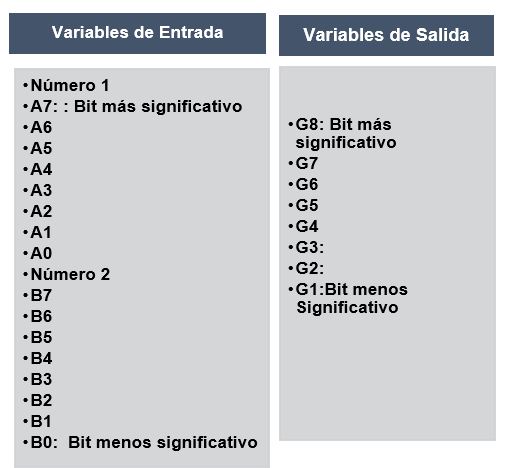 Variables de Entrada
• Número 1
• A7: : Bit más significativo
• A6
• A5
• A4
• A3
• A2
• A1
• A0
• Número 2
• B7
• B6
• B5
• B4
• B3
• B2
• B1
• B0:  Bit menos significativo
Variables de Salida
• G8: Bit más
significativo
• G7
• G6
• G5
• G4
• G3:
• G2:
• G1:Bit menos
Significativo